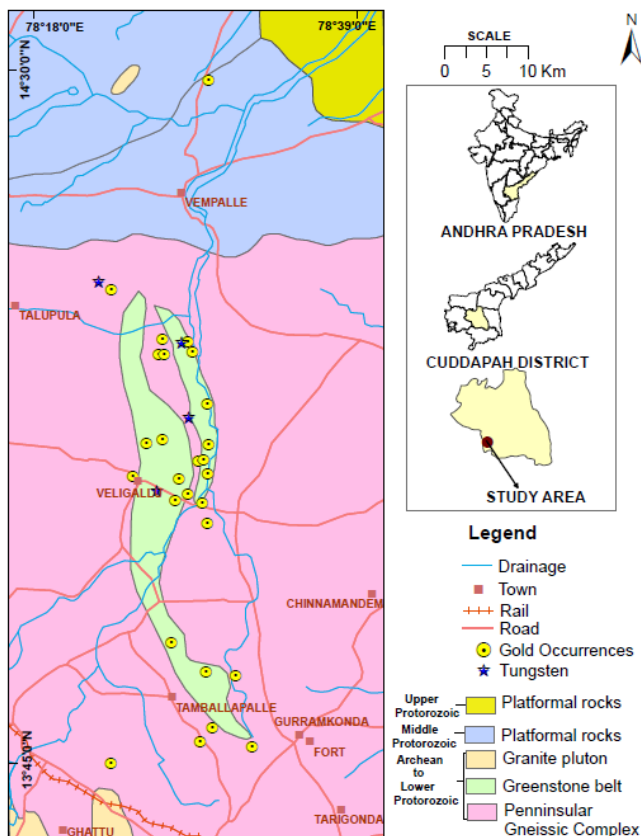 78°18'0"E
78°39'0"E
14°30'0"N
13°45'0"N
VEMPALLE
TALUPULA
VELIGALLU
CHINNAMANDEM
TAMBALLAPALLE
GURRAMKONDA
FORT
TARIGONDA
GHATTU
SCALE
0 5 10 Km
N
ANDHRA PRADESH
CUDDAPAH DISTRICT
STUDY AREA
Legend
Drainage
Town
Rail
Road
Gold Occurrences
Tungsten
Upper
Protorozoic
Platformal rocks
Middle
Protorozoic
Platformal rocks
Archean to
Lower Protorozoic
Granite pluton
Greenstone belt
Penninsular
Gneissic Complex